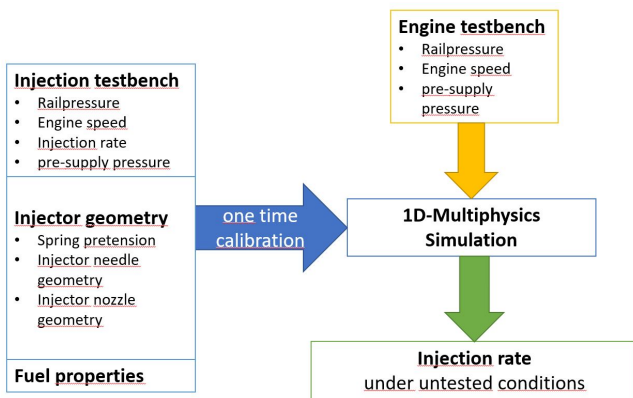 Injection testbench
• Railpressure
• Engine speed
• Injection rate
• pre-supply pressure
Injector geometry
• Spring pretension
• Injector needle
geometry
• Injector nozzle
geometry
Fuel properties
one time
calibration
Engine testbench
• Railpressure
• Engine speed
• pre-supply
pressure
1D-Multiphysics
Simulation
Injection rate
under untested conditions